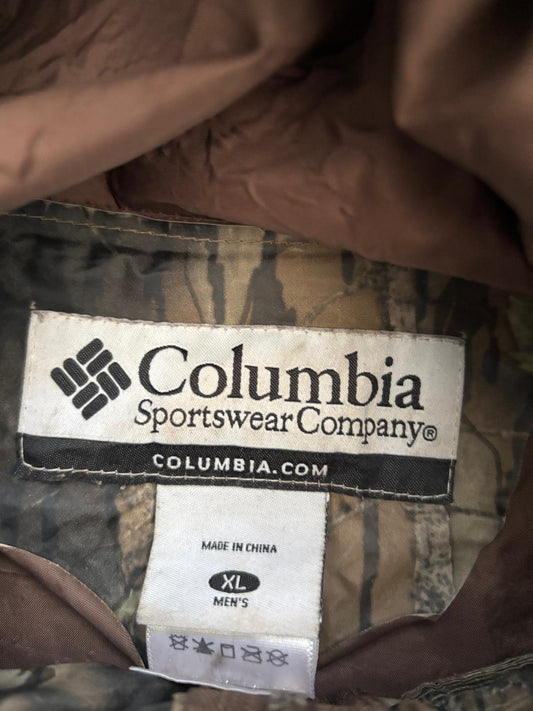 Columbia
Sportswear Company®
COLUMBIA.COM
MADE IN CHINA
XL
MEN'S